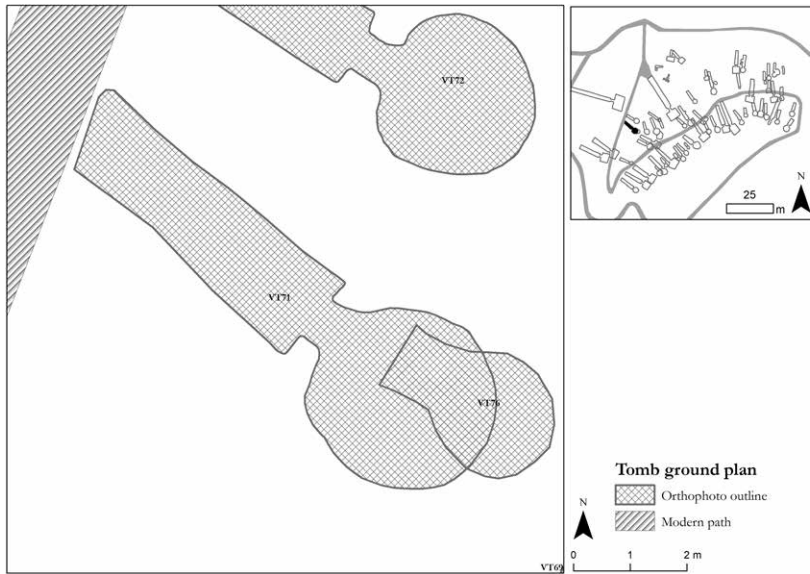 VT72
VT71
VT76
VT69
N
25
m
Tomb ground plan
Orthophoto outline
Modern path
N
0 1 2 m